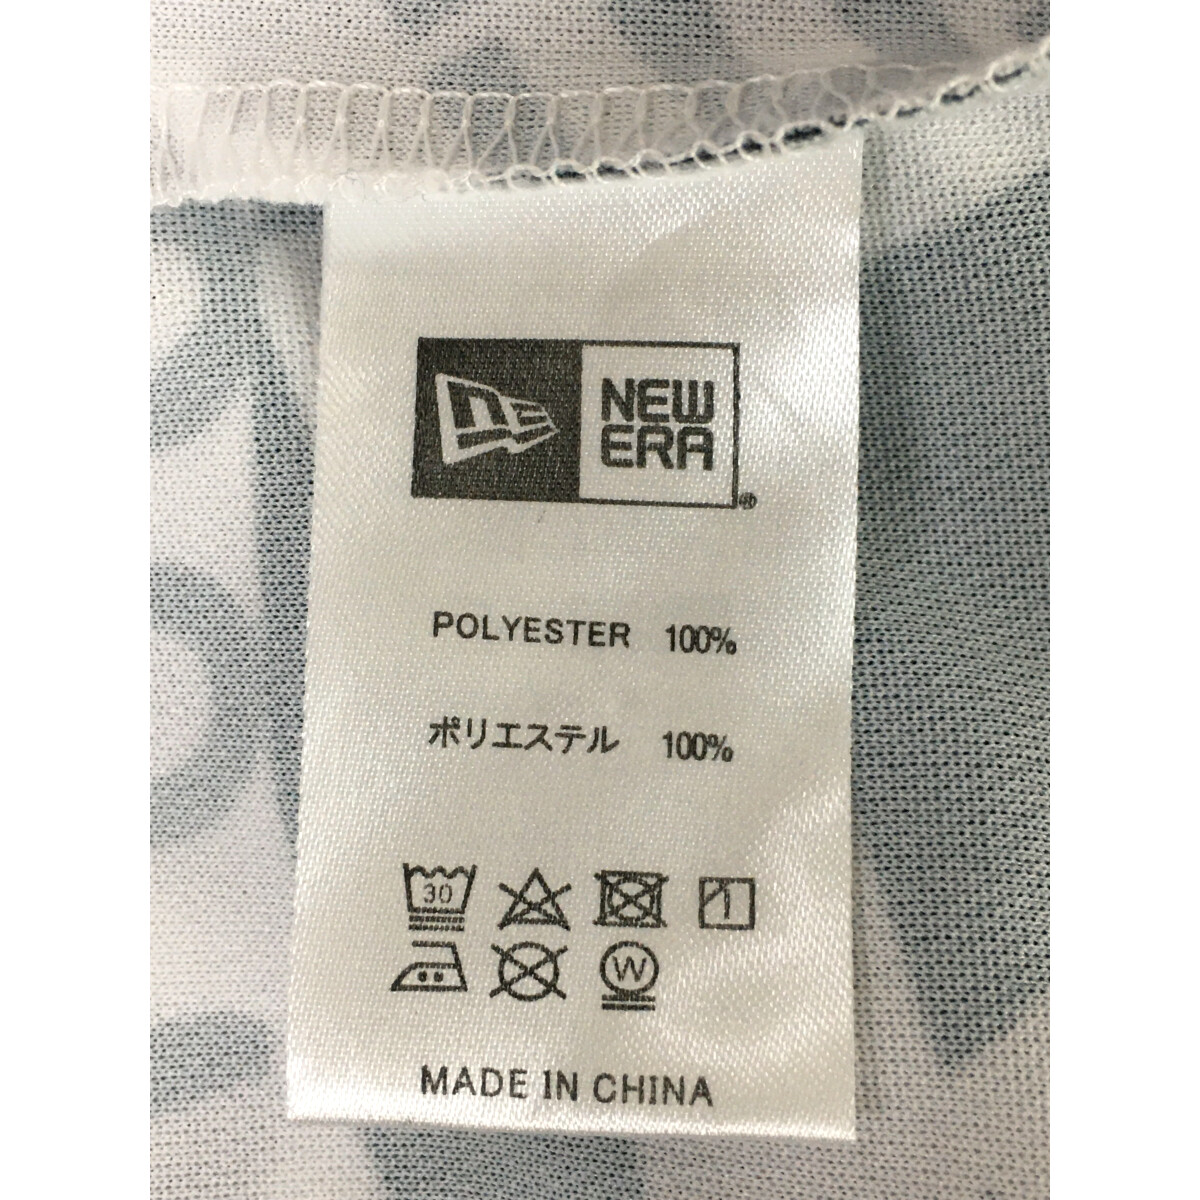 NEW
ERA
POLYESTER 100%
ポリエステル 100%
30
W
MADE IN CHINA